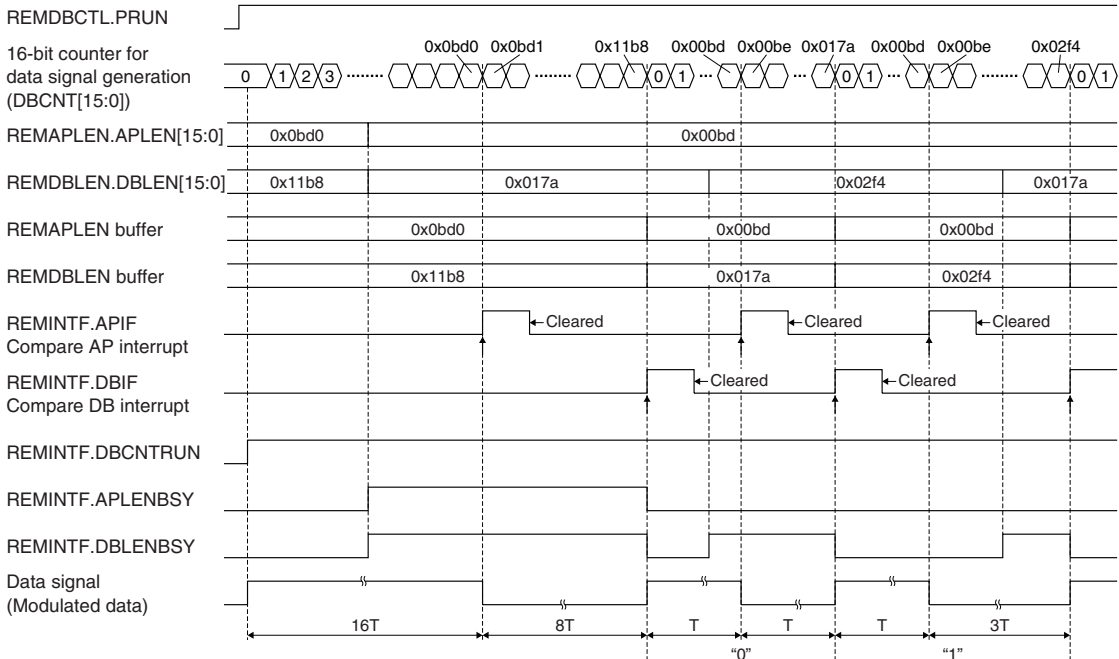 REMDBCTL.PRUN
16-bit counter for
data signal generation
(DBCNT[15:0])
0x0bd0 0x0bd1 0x11b8 0x00bd 0x00be 0x017a 0x00bd 0x00be 0x02f4
0 1 2 3 0 1 0 1 0 1
REMAPLEN.APLEN[15:0] 0x0bd0 0x00bd
REMDBLEN.DBLEN[15:0] 0x11b8 0x017a 0x02f4 0x017a
REMAPLEN buffer 0x0bd0 0x00bd 0x00bd
REMDBLEN buffer 0x11b8 0x017a 0x02f4
REMINTF.APIF Cleared Cleared Cleared
Compare AP interrupt
REMINTF.DBIF Cleared Cleared
Compare DB interrupt
REMINTF.DBCNTRUN
REMINTF.APLENBSY
REMINTF.DBLENBSY
Data signal
(Modulated data)
16T 8T T T T 3T
“0” “1”